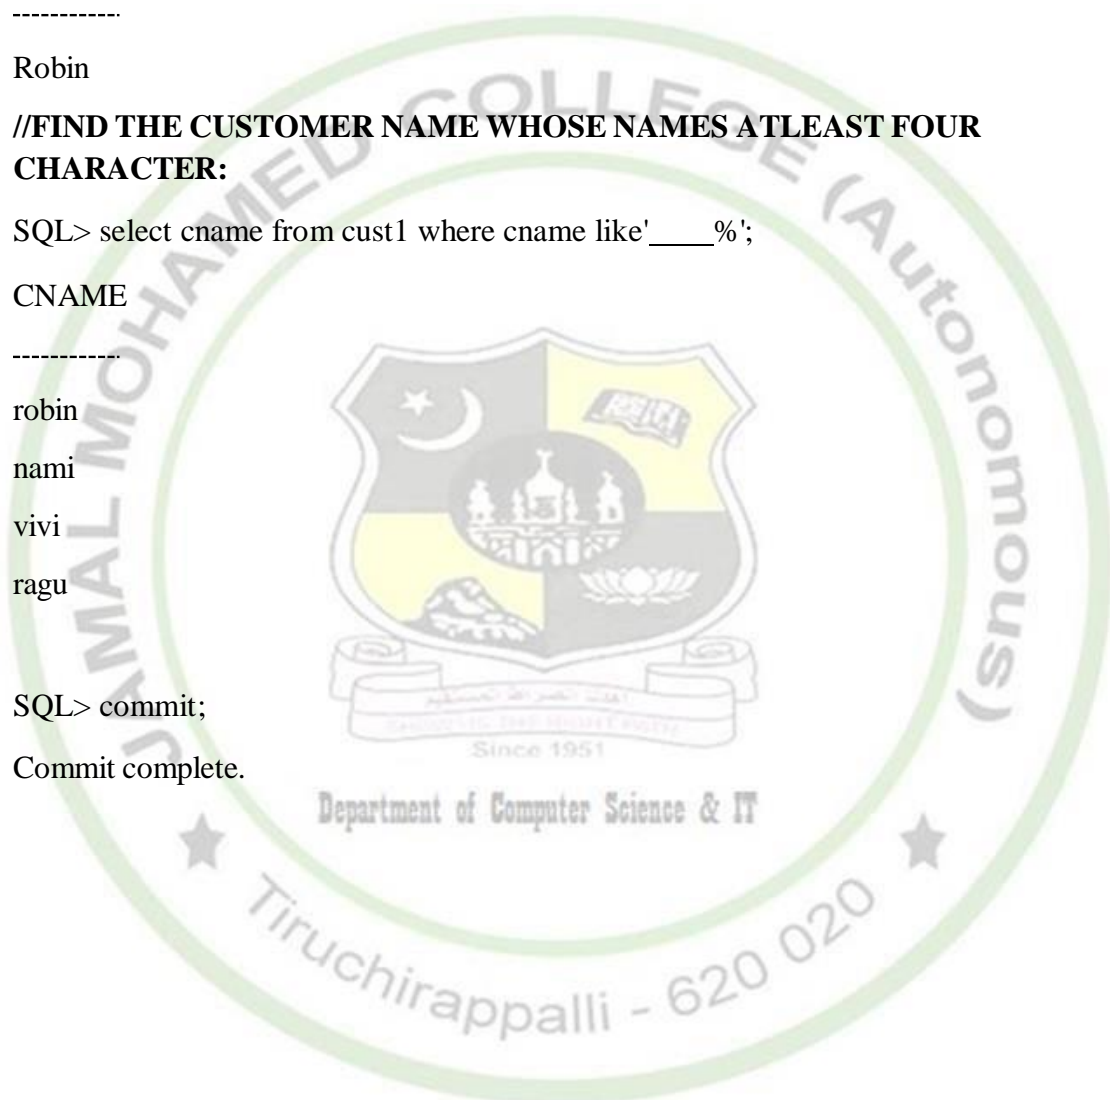 ------------
Robin
//FIND THE CUSTOMER NAME WHOSE NAMES ATLEAST FOUR
CHARACTER:
SQL> select cname from cust1 where cname like'____%';
CNAME
------------
robin
nami
vivi
ragu
SQL> commit;
Commit complete.
JAMAL MOHAMED COLLEGE (Autonomous)
Since 1951
Department of Computer Science & IT
Tiruchirappalli - 620 020